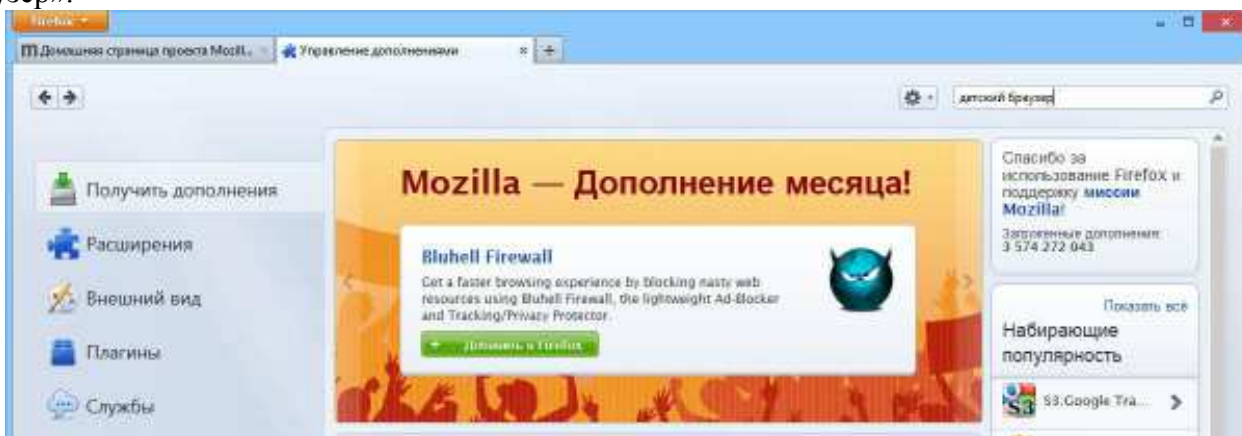 узер».
Firefox
Домашняя страница проекта Mozill...
Управление дополнениями
детский браузер
Получить дополнения
Расширения
Внешний вид
Плагины
Службы
Mozilla — Дополнение месяца!
Bluhell Firewall
Get a faster browsing experience by blocking nasty web
resources using Bluhell Firewall, the lightweight Ad-Blocker
and Tracking/Privacy Protector.
Добавить в Firefox
Спасибо за
использование Firefox и
поддержку миссии
Mozilla!
Загруженные дополнения:
3 574 272 043
Показать все
Набирающие
популярность
S3.Google Tra...